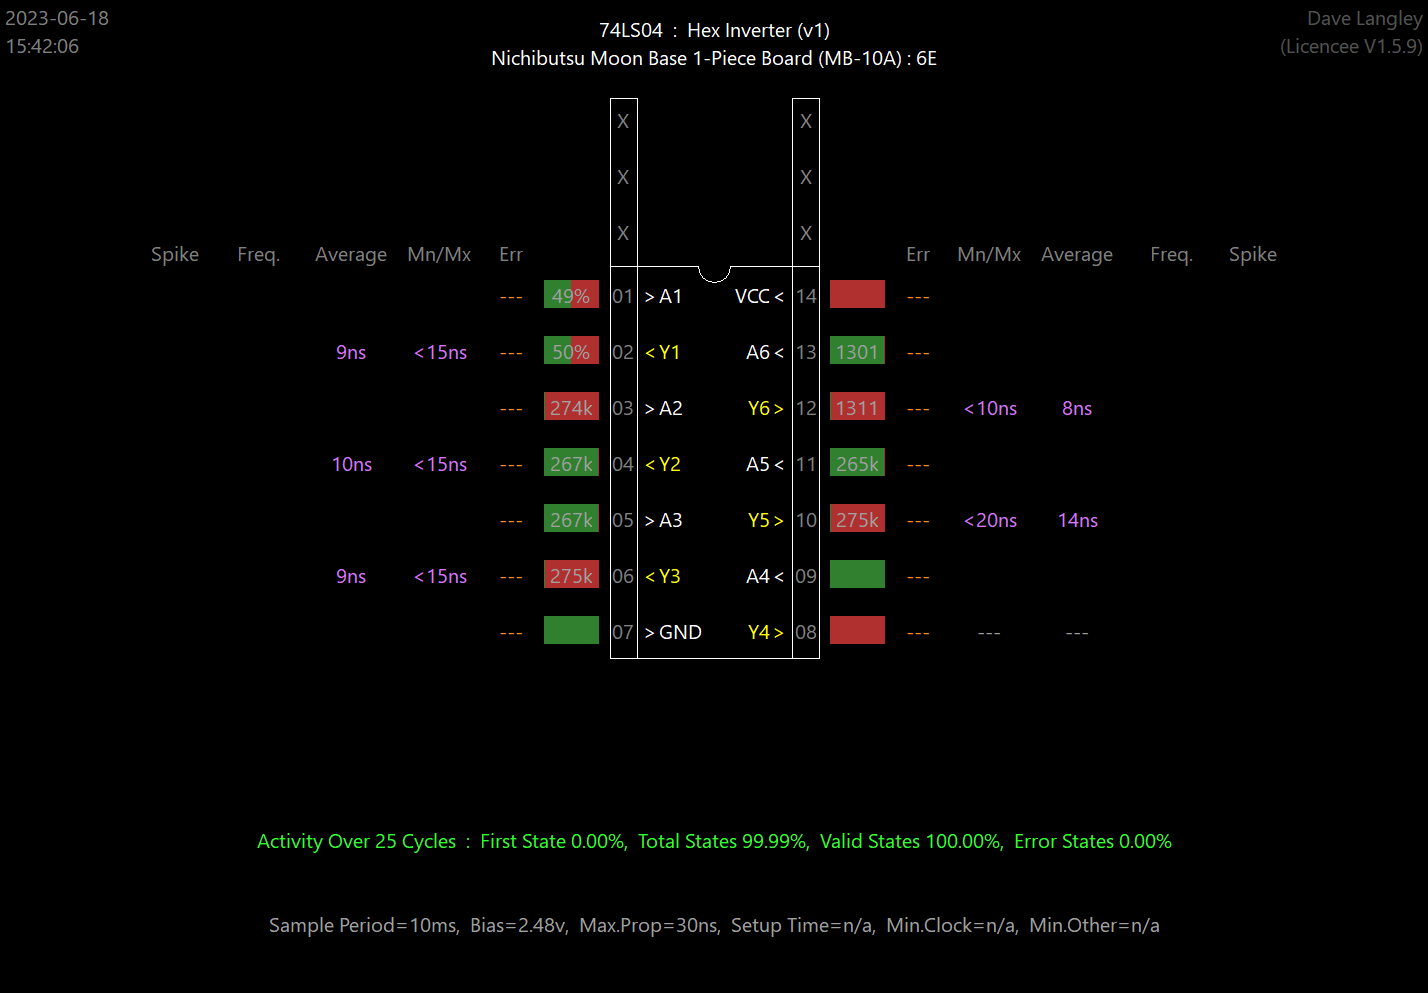 2023-06-18
15:42:06
74LS04 : Hex Inverter (v1)
Nichibutsu Moon Base 1-Piece Board (MB-10A) : 6E
Dave Langley
(Licencee V1.5.9)
X X
X X
X X
Spike Freq. Average Mn/Mx Err Err Mn/Mx Average Freq. Spike
--- 49% 01 > A1 VCC < 14 ---
9ns <15ns --- 50% 02 < Y1 A6 < 13 1301 ---
--- 274k 03 > A2 Y6 > 12 1311 --- <10ns 8ns
10ns <15ns --- 267k 04 < Y2 A5 < 11 265k ---
--- 267k 05 > A3 Y5 > 10 275k --- <20ns 14ns
9ns <15ns --- 275k 06 < Y3 A4 < 09 ---
--- 07 > GND Y4 > 08 --- --- ---
Activity Over 25 Cycles : First State 0.00%, Total States 99.99%, Valid States 100.00%, Error States 0.00%
Sample Period=10ms, Bias=2.48v, Max.Prop=30ns, Setup Time=n/a, Min.Clock=n/a, Min.Other=n/a